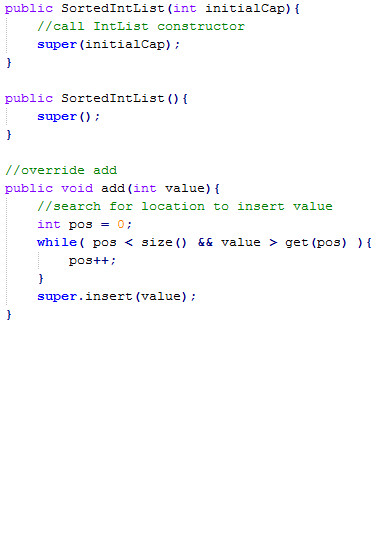 public SortedIntList(int initialCap){
//call IntList constructor
super(initialCap);
}
public SortedIntList(){
super();
}
//override add
public void add(int value){
//search for location to insert value
int pos = 0;
while( pos < size() && value > get(pos) ){
pos++;
}
super.insert(value);
}